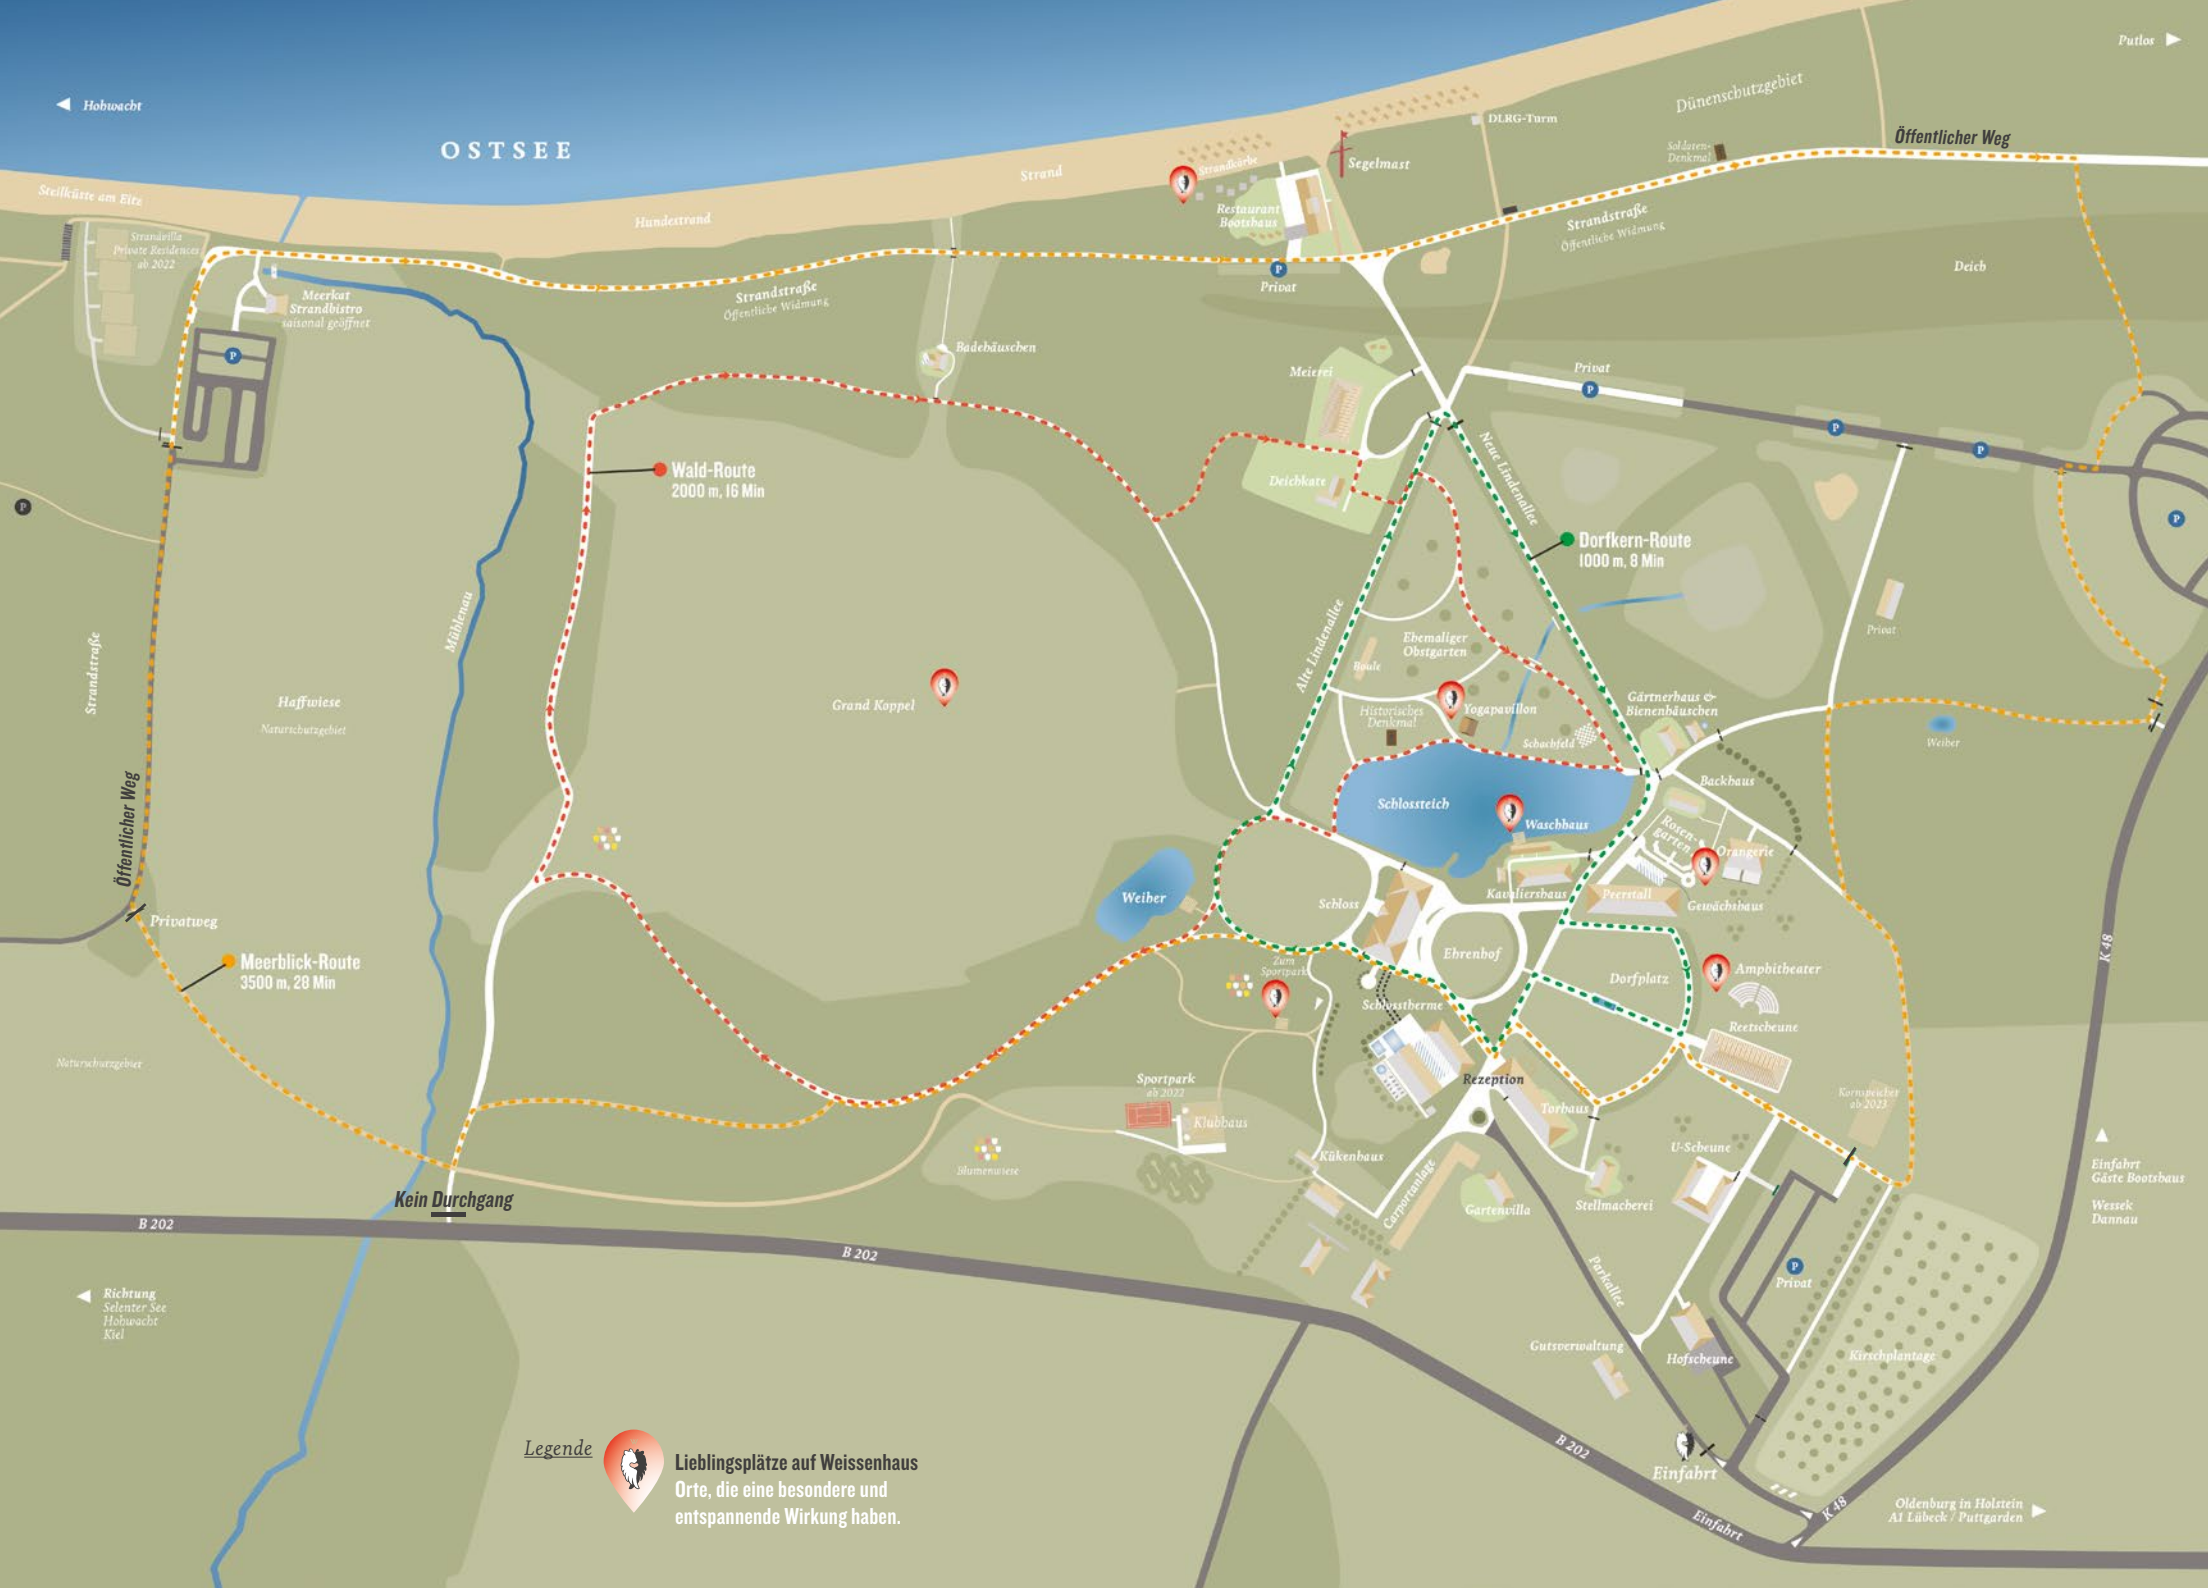 Putlos
Hohwacht
OSTSEE
Dünenschutzgebiet
DLRG-Turm
Öffentlicher Weg
Soldaten-
Denkmal
Segelmast
Strandkörbe
Strand
Steilküste am Eitz
Hundestrand
Restaurant
Bootshaus
Strandstraße
Öffentliche Widmung
Strandvilla
Private Residences
ab 2022
Deich
P
Privat
Meerkat
Strandbistro
saisonal geöffnet
Strandstraße
Öffentliche Widmung
P
Badehäuschen
Meierei
Privat
P
P
P
Neue Lindenallee
Wald-Route
2000 m, 16 Min
Deichkate
P
P
Dorfkern-Route
1000 m, 8 Min
Mühlenau
Strandstraße
Alte Lindenallee
Ehemaliger
Obstgarten
Boule
Privat
Haffwiese
Naturschutzgebiet
Grand Koppel
Gärtnerhaus &
Bienenhäuschen
Historisches
Denkmal
Yogapavillon
Schachfeld
Weiher
Backhaus
Öffentlicher Weg
Schlossteich
Waschhaus
Rosen-
garten
Orangerie
Weiher
Schloss
Kavaliershaus
Peerstall
Gewächshaus
Privatweg
Ehrenhof
K 48
Meerblick-Route
3500 m, 28 Min
Zum
Sportpark
Dorfplatz
Amphitheater
Schlosstherme
Reetscheune
Naturschutzgebiet
Sportpark
ab 2022
Rezeption
Kornspeicher
ab 2023
Klubhaus
Torhaus
Kükenhaus
U-Scheune
Blumenwiese
Einfahrt
Gäste Bootshaus
Wessek
Dannau
Kein Durchgang
Carportanlage
Gartenvilla
Stellmacherei
B 202
B 202
P
Privat
Parkallee
Richtung
Selenter See
Hohwacht
Kiel
Gutsverwaltung
Hofscheune
Kirschplantage
Legende
Lieblingsplätze auf Weissenhaus
Orte, die eine besondere und
entspannende Wirkung haben.
B 202
Einfahrt
Einfahrt
K 48
Oldenburg in Holstein
A1 Lübeck / Puttgarden